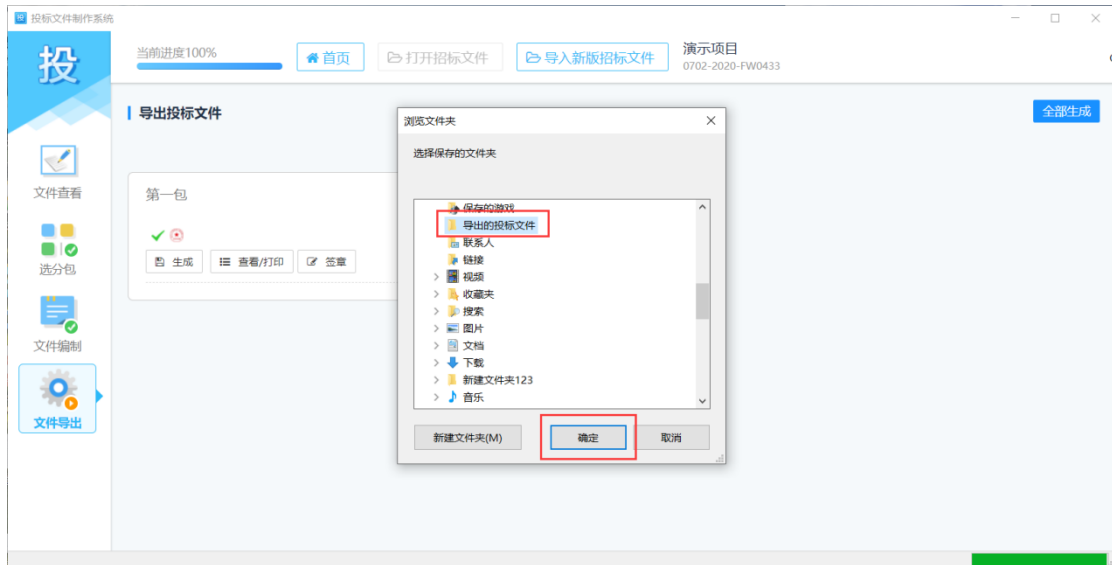 投 投标文件制作系统
投
当前进度100%
首页
打开招标文件
导入新版招标文件
演示项目
0702-2020-FW0433
导出投标文件
全部生成
文件查看
选分包
文件编制
文件导出
第一包
生成
查看/打印
签章
浏览文件夹
选择保存的文件夹
保存的游戏
导出的投标文件
联系人
链接
视频
收藏夹
搜索
图片
文档
下载
新建文件夹123
音乐
新建文件夹(M)
确定
取消